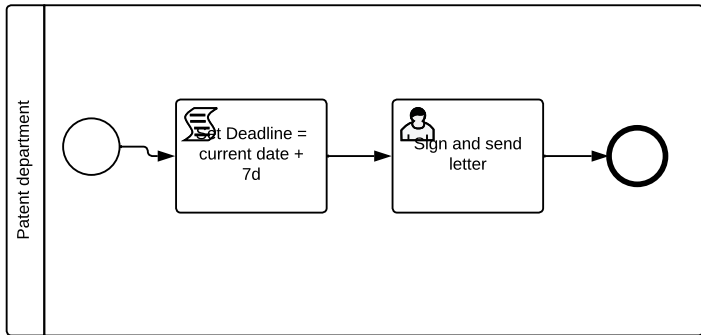 Patent department
Set Deadline =
current date +
7d
Sign and send
letter